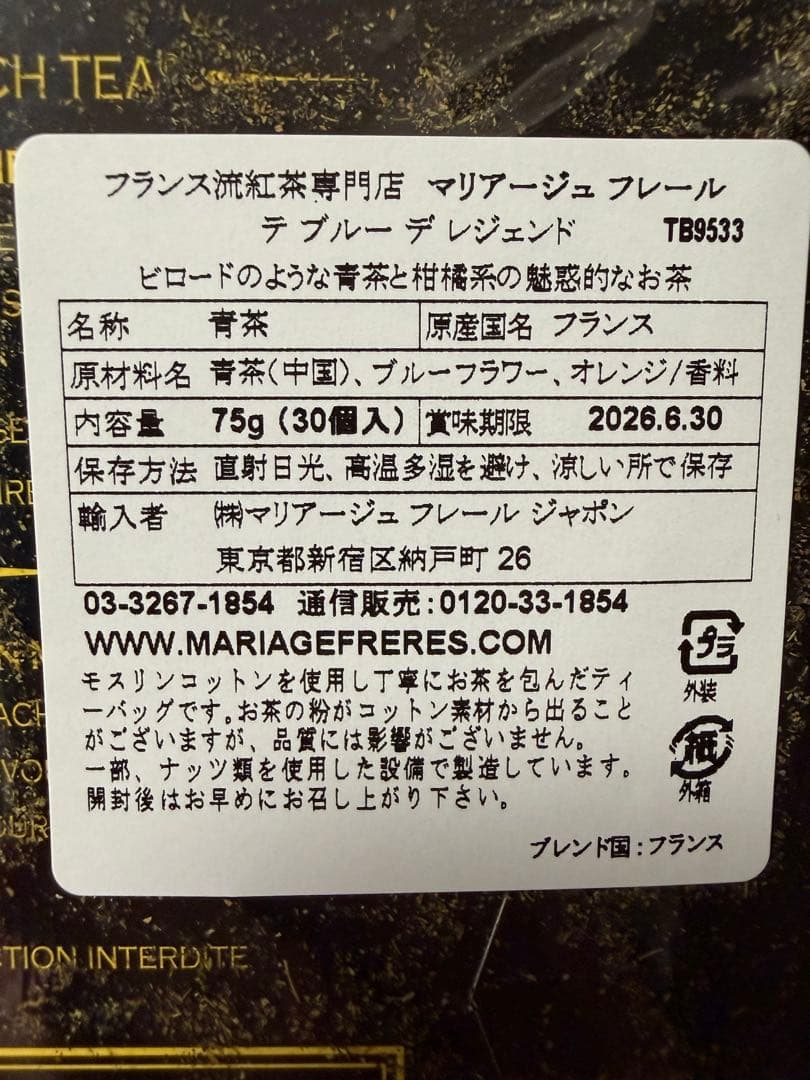 CH TEA
フランス流紅茶専門店 マリアージュ フレール
テ ブルー デ レジェンド TB9533
ビロードのような青茶と柑橘系の魅惑的なお茶
名称 青茶 原産国名 フランス
原材料名 青茶(中国)、ブルーフラワー、オレンジ/香料
内容量 75g (30個入) 賞味期限 2026.6.30
保存方法 直射日光、高温多湿を避け、涼しい所で保存
輸入者 ㈱マリアージュ フレール ジャポン
東京都新宿区納戸町 26
03-3267-1854 通信販売:0120-33-1854
WWW.MARIAGEFRERES.COM
プラ
外装
モスリンコットンを使用し丁寧にお茶を包んだティ
ーバッグです。お茶の粉がコットン素材から出ること
がございますが、品質には影響がございません。
一部、ナッツ類を使用した設備で製造しています。
開封後はお早めにお召し上がり下さい。
紙
外箱
ブレンド国:フランス
CTION INTERDITE